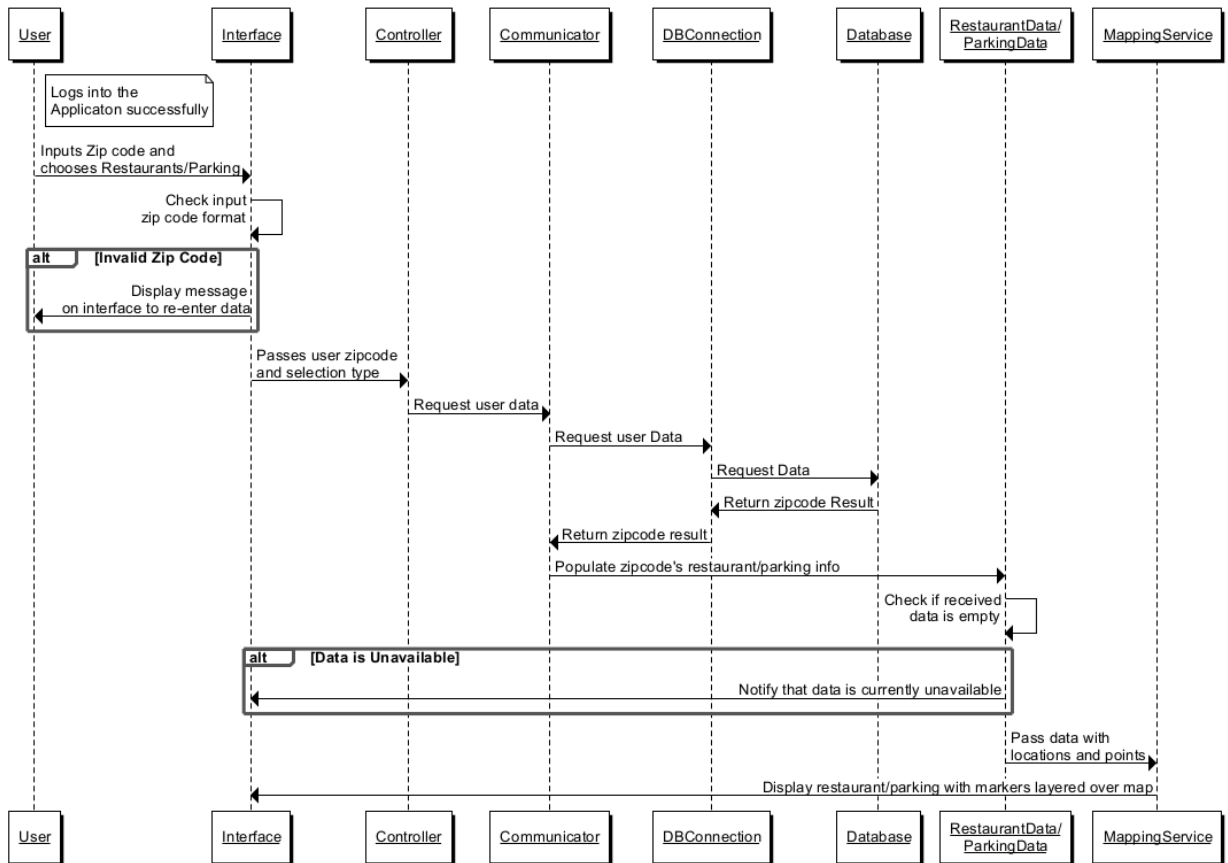 User
Interface
Controller
Communicator
DBConnection
Database
RestaurantData/
ParkingData
MappingService
Logs into the
Applicaton successfully
Inputs Zip code and
chooses Restaurants/Parking
Check input
zip code format
alt [Invalid Zip Code]
Display message
on interface to re-enter data
Passes user zipcode
and selection type
Request user data
Request user Data
Request Data
Return zipcode Result
Return zipcode result
Populate zipcode's restaurant/parking info
Check if received
data is empty
alt [Data is Unavailable]
Notify that data is currently unavailable
Pass data with
locations and points
Display restaurant/parking with markers layered over map
User
Interface
Controller
Communicator
DBConnection
Database
RestaurantData/
ParkingData
MappingService